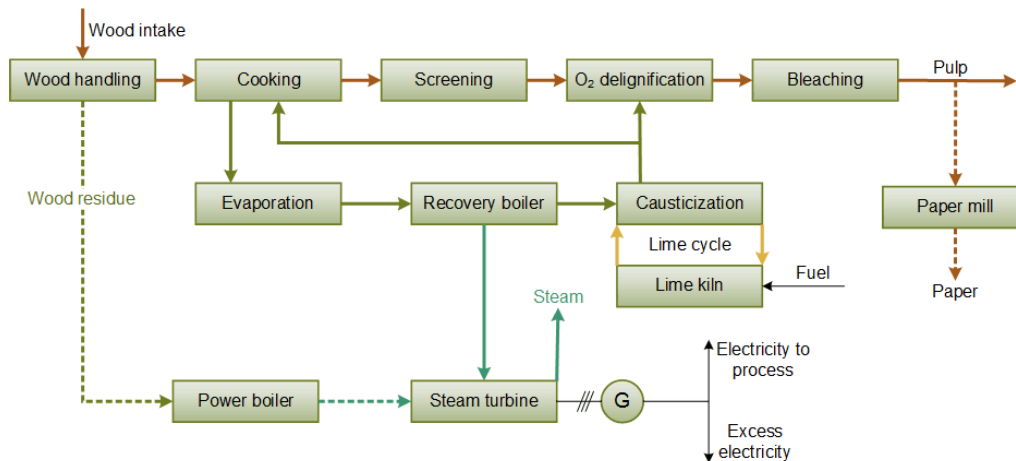 Wood intake
Wood handling
Cooking
Screening
O₂ delignification
Bleaching
Pulp
Wood residue
Evaporation
Recovery boiler
Causticization
Paper mill
Lime cycle
Lime kiln
Fuel
Paper
Steam
Electricity to
process
Power boiler
Steam turbine
G
Excess
electricity